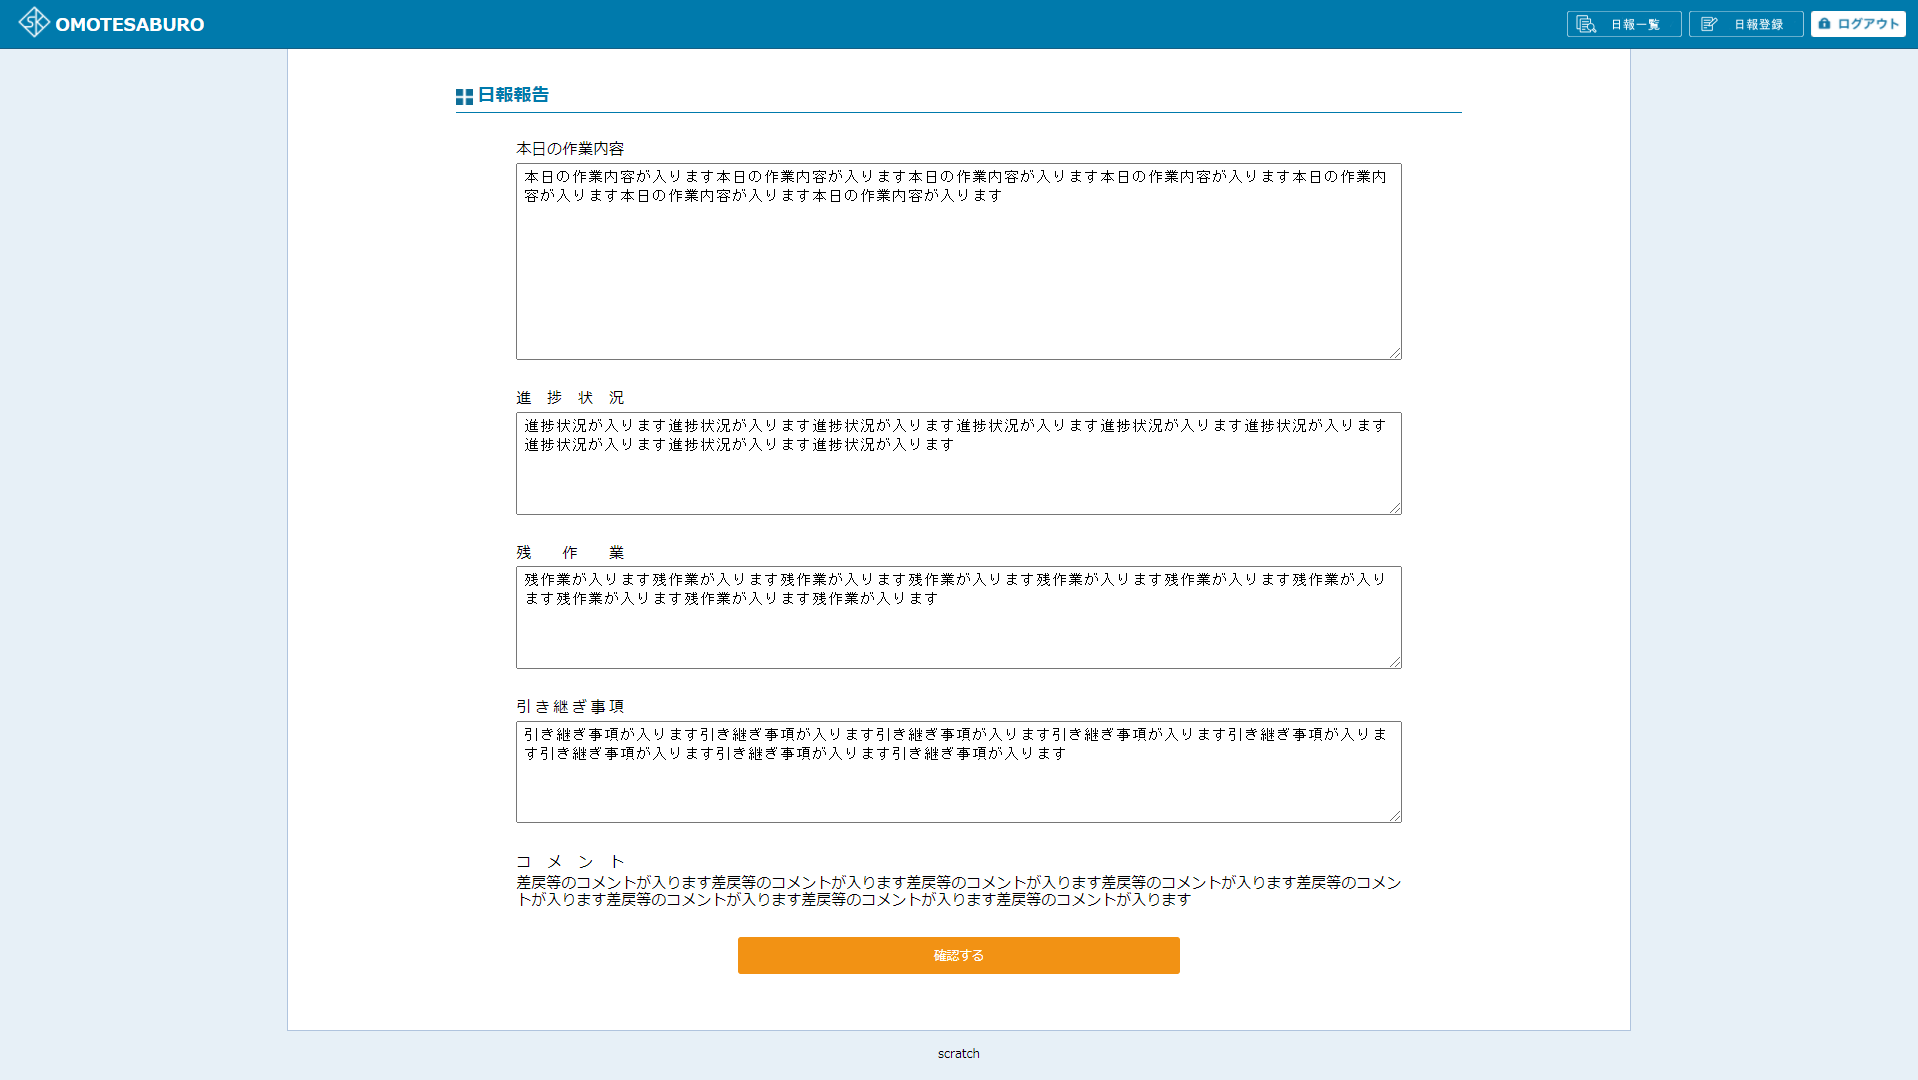 OMOTESABURO
日報一覧
日報登録
ログアウト
日報報告
本日の作業内容
本日の作業内容が入ります本日の作業内容が入ります本日の作業内容が入ります本日の作業内容が入ります本日の作業内
容が入ります本日の作業内容が入ります本日の作業内容が入ります
進　捗　状　況
進捗状況が入ります進捗状況が入ります進捗状況が入ります進捗状況が入ります進捗状況が入ります進捗状況が入ります
進捗状況が入ります進捗状況が入ります進捗状況が入ります
残　　作　　業
残作業が入ります残作業が入ります残作業が入ります残作業が入ります残作業が入ります残作業が入ります残作業が入り
ます残作業が入ります残作業が入ります残作業が入ります
引き継ぎ事項
引き継ぎ事項が入ります引き継ぎ事項が入ります引き継ぎ事項が入ります引き継ぎ事項が入ります引き継ぎ事項が入りま
す引き継ぎ事項が入ります引き継ぎ事項が入ります引き継ぎ事項が入ります
コ　メ　ン　ト
差戻等のコメントが入ります差戻等のコメントが入ります差戻等のコメントが入ります差戻等のコメントが入ります差戻等のコメン
トが入ります差戻等のコメントが入ります差戻等のコメントが入ります差戻等のコメントが入ります
確認する
scratch